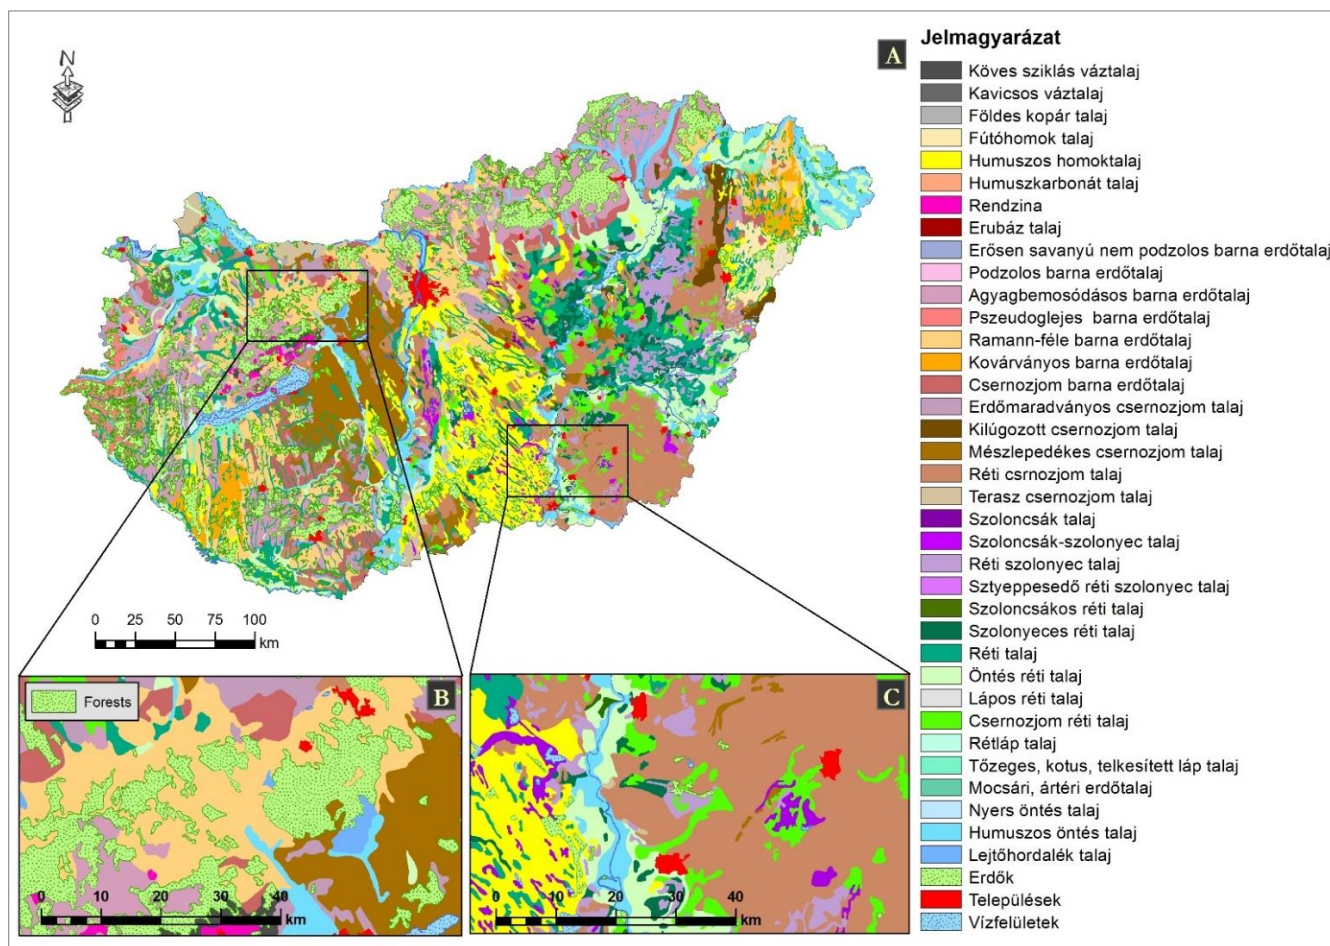 N
A
Jelmagyarázat
Köves sziklás váztalaj
Kavicsos váztalaj
Földes kopár talaj
Fútóhomok talaj
Humuszos homoktalaj
Humuszkarbonát talaj
Rendzina
Erubáz talaj
Erősen savanyú nem podzolos barna erdőtalaj
Podzolos barna erdőtalaj
Agyagbemosódásos barna erdőtalaj
Pszeudoglejes barna erdőtalaj
Ramann-féle barna erdőtalaj
Kovárványos barna erdőtalaj
Csernozjom barna erdőtalaj
Erdőmaradványos csernozjom talaj
Kilúgozott csernozjom talaj
Mészlepedékes csernozjom talaj
Réti csrnozjom talaj
Terasz csernozjom talaj
Szoloncsák talaj
Szoloncsák-szolonyec talaj
Réti szolonyec talaj
Sztyeppesedő réti szolonyec talaj
Szoloncsákos réti talaj
Szolonyeces réti talaj
Réti talaj
Öntés réti talaj
Lápos réti talaj
Csernozjom réti talaj
Rétláp talaj
Tőzeges, kotus, telkesített láp talaj
Mocsári, ártéri erdőtalaj
Nyers öntés talaj
Humuszos öntés talaj
Lejtőhordalék talaj
Erdők
Települések
Vízfelületek
0 25 50 75 100
km
Forests
B
0 10 20 30 40
km
C
0 10 20 30 40
km